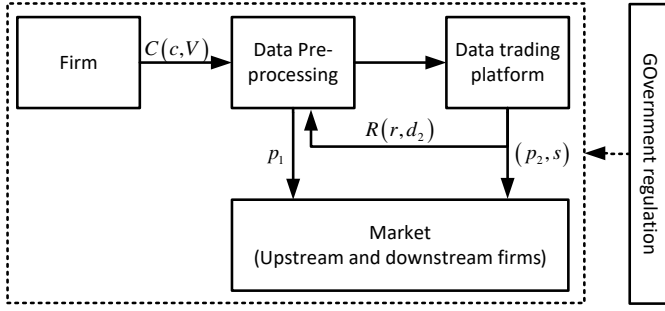 Firm
C(c,V)
Data Pre-
processing
Data trading
platform
R(r,d₂)
p₁
(p₂,s)
Market
(Upstream and downstream firms)
GOvernment regulation